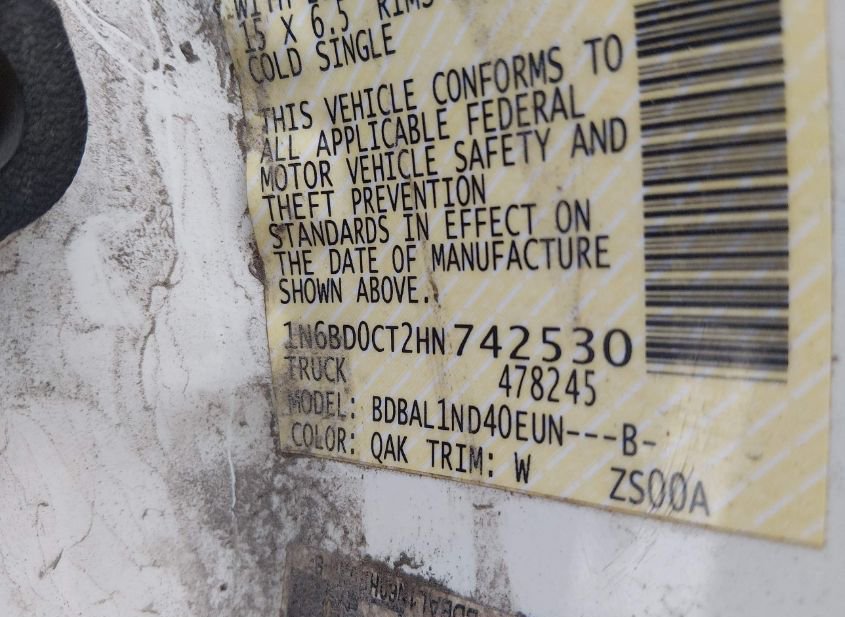 WITH
15 X 6.5 RIMS
COLD SINGLE
THIS VEHICLE CONFORMS TO
ALL APPLICABLE FEDERAL
MOTOR VEHICLE SAFETY AND
THEFT PREVENTION
STANDARDS IN EFFECT ON
THE DATE OF MANUFACTURE
SHOWN ABOVE.
1N6BD0CT2HN742530
TRUCK 478245
MODEL: BDBAL1ND40EUN---B-
COLOR: QAK TRIM: W ZS00A